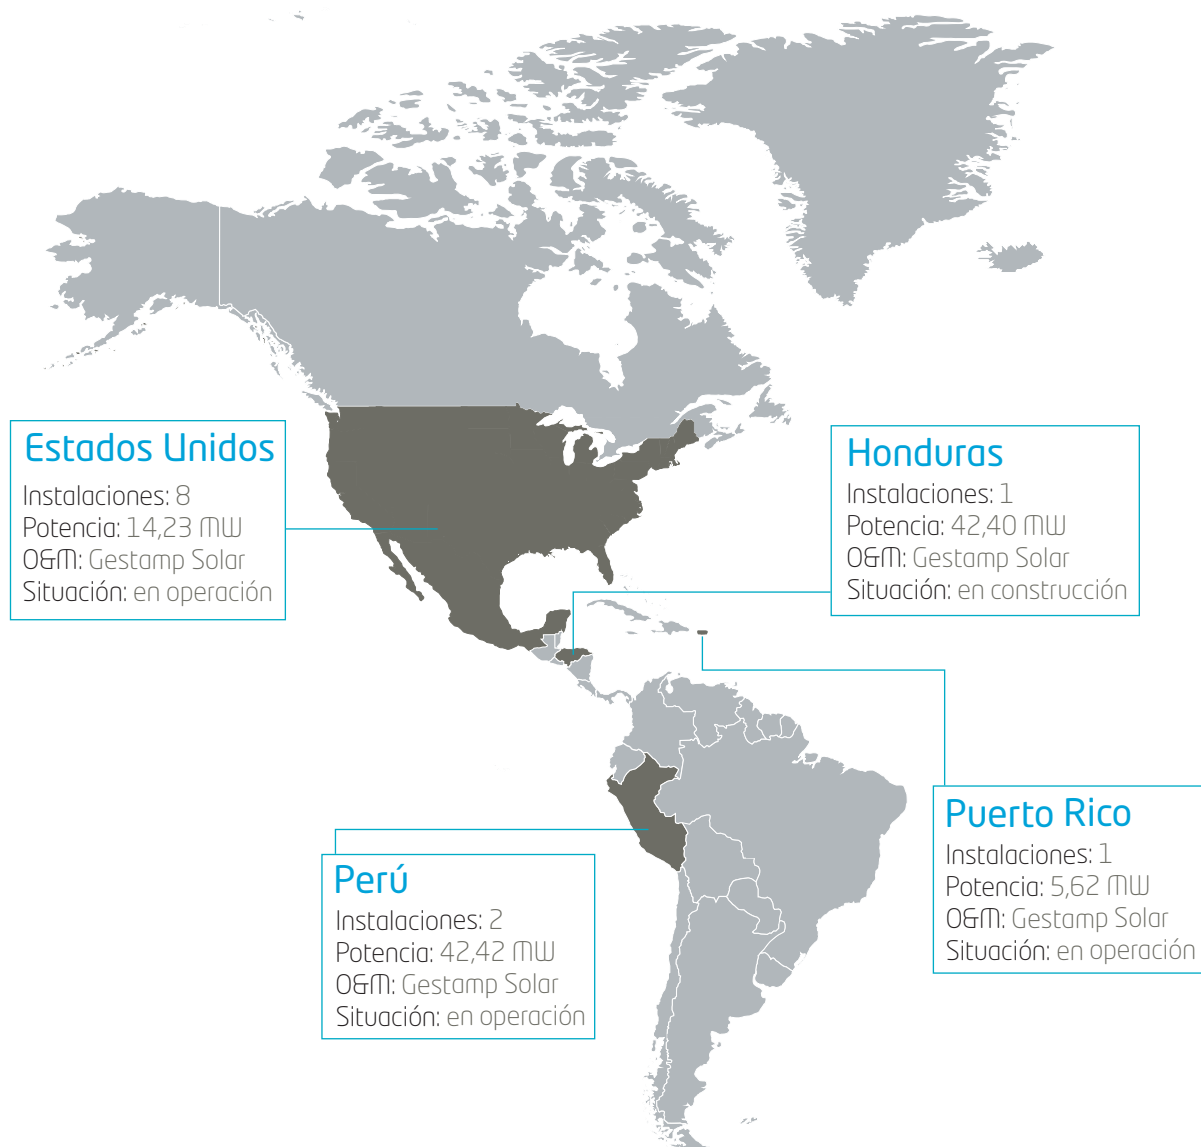 Estados Unidos
Instalaciones: 8
Potencia: 14,23 MW
O&M: Gestamp Solar
Situación: en operación
Honduras
Instalaciones: 1
Potencia: 42,40 MW
O&M: Gestamp Solar
Situación: en construcción
Puerto Rico
Instalaciones: 1
Potencia: 5,62 MW
O&M: Gestamp Solar
Situación: en operación
Perú
Instalaciones: 2
Potencia: 42,42 MW
O&M: Gestamp Solar
Situación: en operación